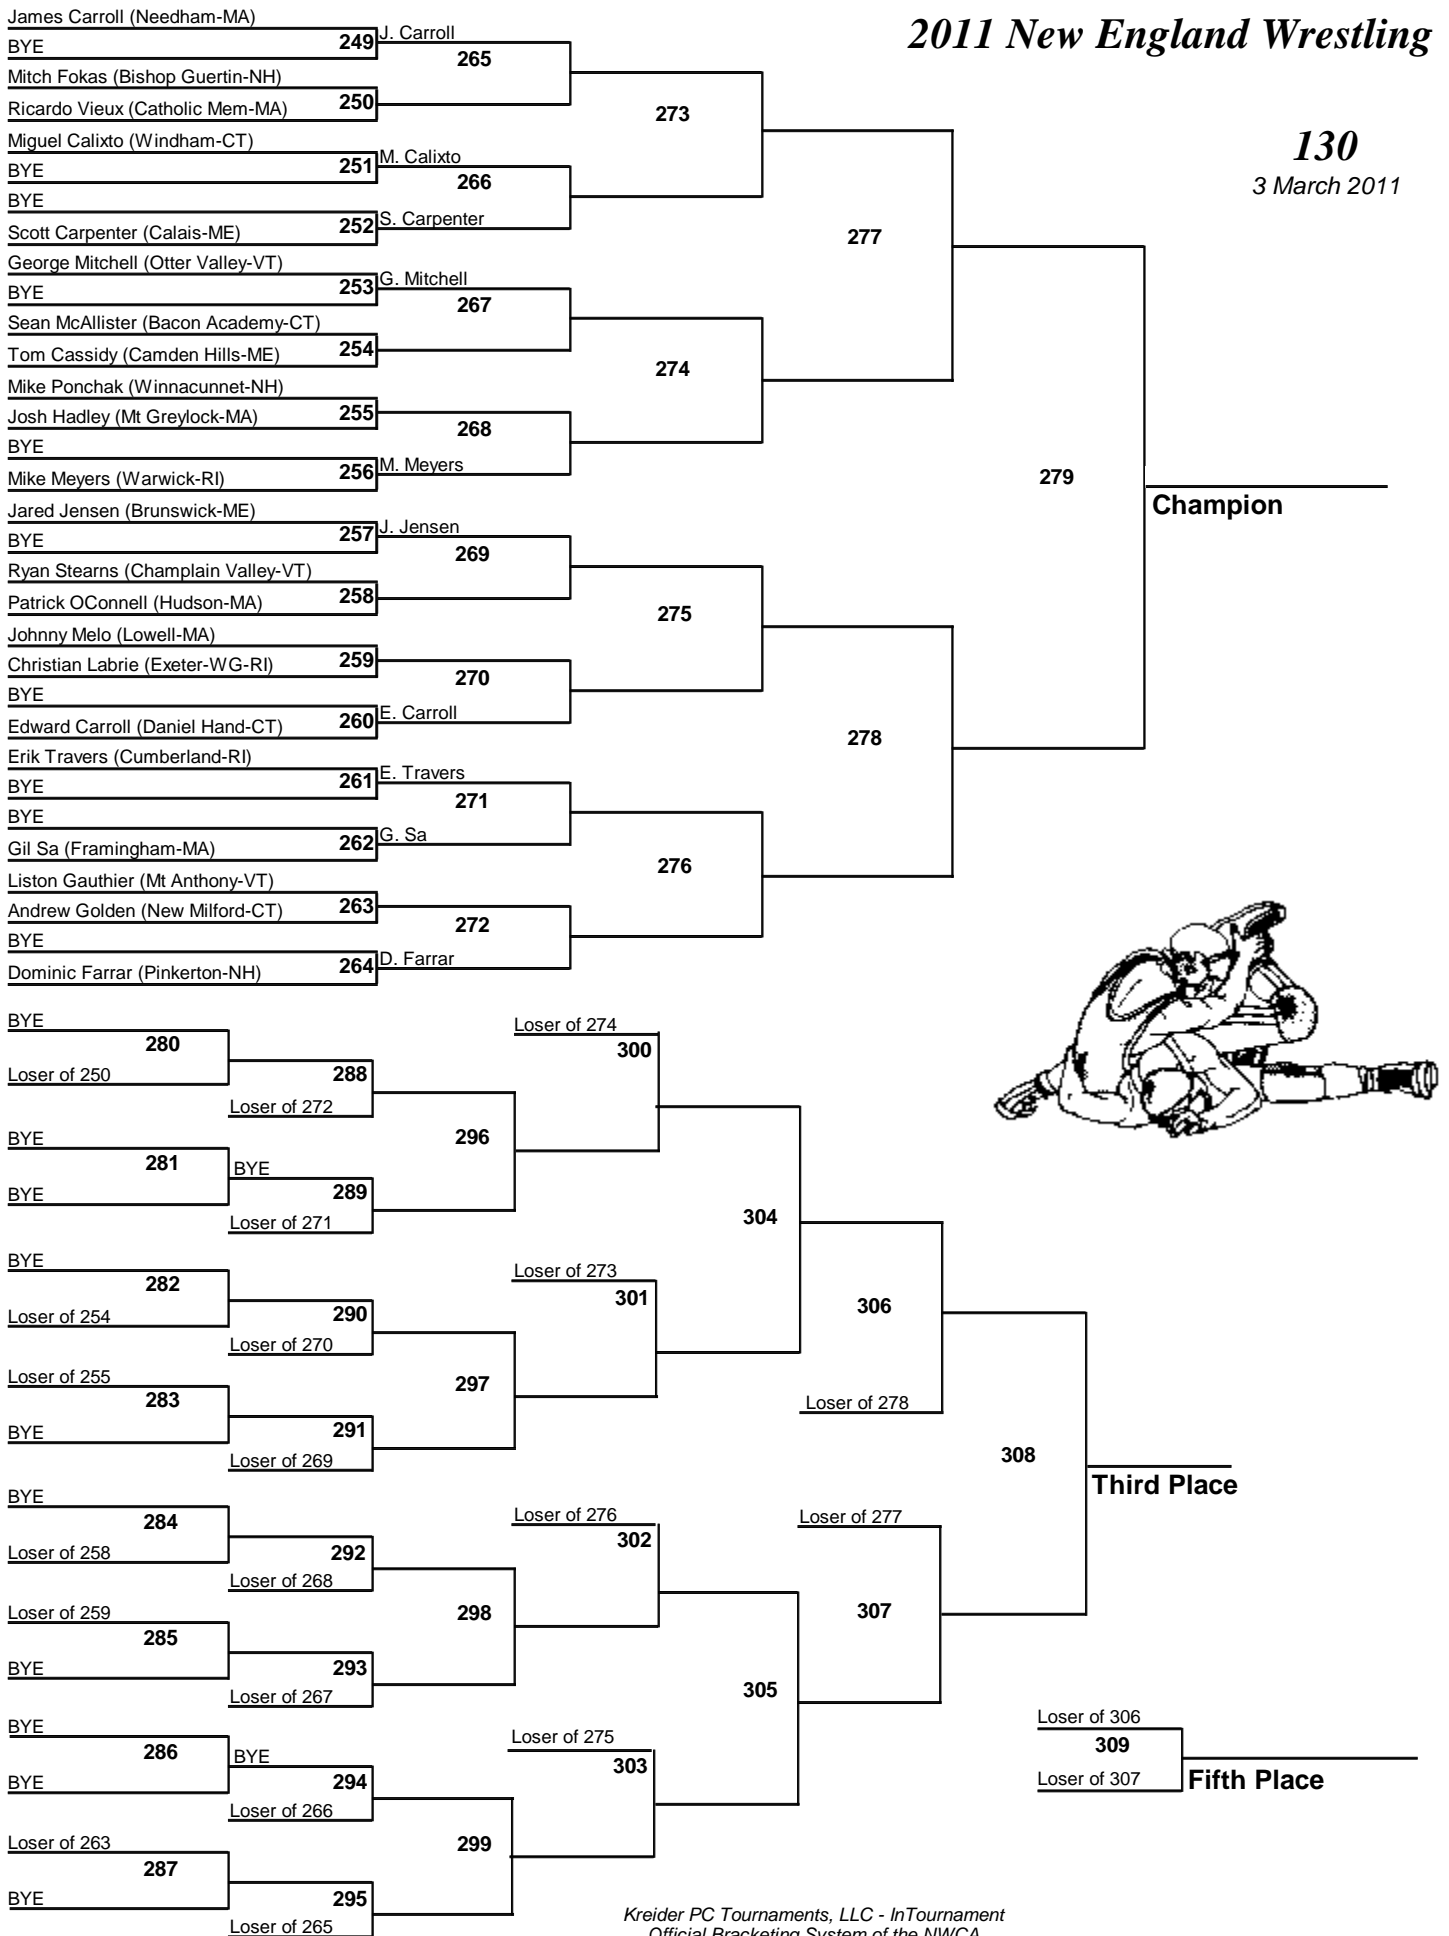 2011 New England Wrestling
130
3 March 2011
James Carroll (Needham-MA)
BYE
249
J. Carroll
265
Mitch Fokas (Bishop Guertin-NH)
Ricardo Vieux (Catholic Mem-MA)
250
273
Miguel Calixto (Windham-CT)
BYE
251
M. Calixto
266
BYE
Scott Carpenter (Calais-ME)
252
S. Carpenter
277
George Mitchell (Otter Valley-VT)
BYE
253
G. Mitchell
267
Sean McAllister (Bacon Academy-CT)
Tom Cassidy (Camden Hills-ME)
254
274
Mike Ponchak (Winnacunnet-NH)
Josh Hadley (Mt Greylock-MA)
255
268
BYE
Mike Meyers (Warwick-RI)
256
M. Meyers
279
Champion
Jared Jensen (Brunswick-ME)
BYE
257
J. Jensen
269
Ryan Stearns (Champlain Valley-VT)
Patrick OConnell (Hudson-MA)
258
275
Johnny Melo (Lowell-MA)
Christian Labrie (Exeter-WG-RI)
259
270
BYE
Edward Carroll (Daniel Hand-CT)
260
E. Carroll
278
Erik Travers (Cumberland-RI)
BYE
261
E. Travers
271
BYE
Gil Sa (Framingham-MA)
262
G. Sa
276
Liston Gauthier (Mt Anthony-VT)
Andrew Golden (New Milford-CT)
263
272
BYE
Dominic Farrar (Pinkerton-NH)
264
D. Farrar
BYE
280
Loser of 250
288
Loser of 272
Loser of 274
300
296
BYE
281
BYE
BYE
289
Loser of 271
304
BYE
282
Loser of 254
290
Loser of 270
Loser of 273
301
306
Loser of 255
283
BYE
291
Loser of 269
297
Loser of 278
308
Third Place
BYE
284
Loser of 258
292
Loser of 268
Loser of 276
302
Loser of 277
298
307
Loser of 259
285
BYE
293
Loser of 267
305
BYE
286
BYE
BYE
294
Loser of 266
Loser of 275
303
Loser of 306
309
Loser of 307
Fifth Place
Loser of 263
287
BYE
295
Loser of 265
299
Kreider PC Tournaments, LLC - InTournament
Official Bracketing System of the NWCA